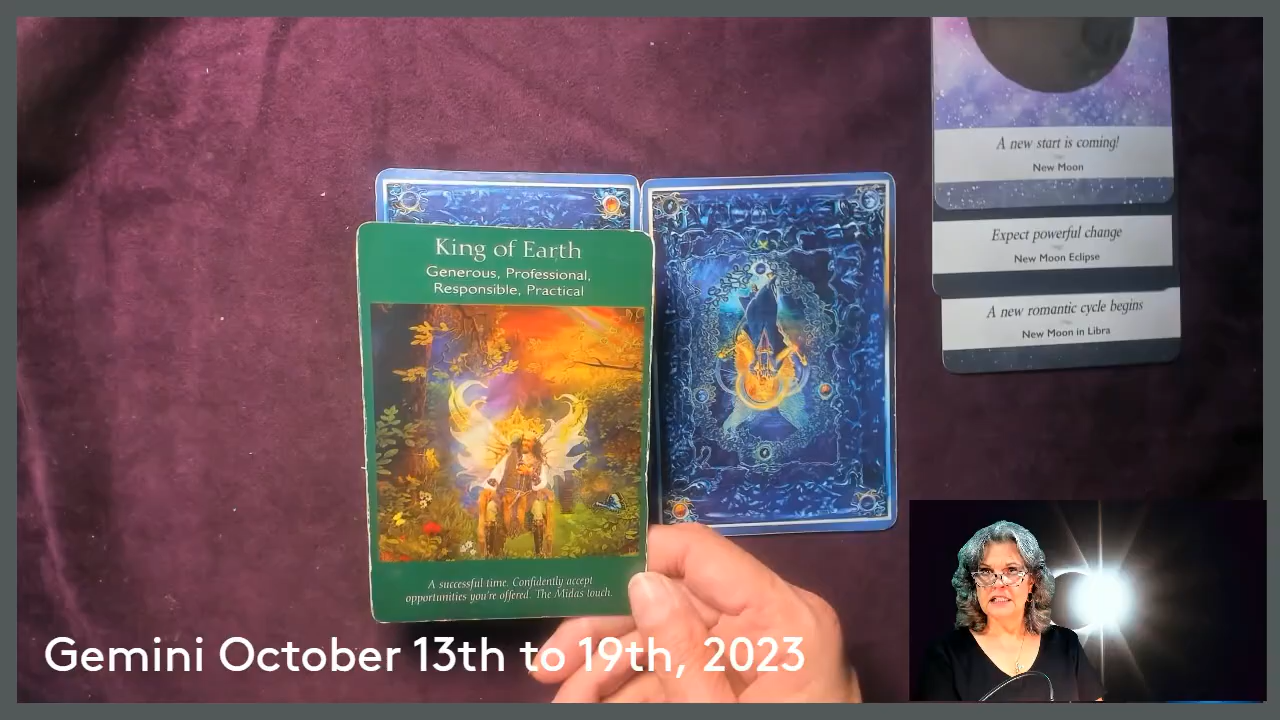 King of Earth
Generous, Professional,
Responsible, Practical
A successful time. Confidently accept
opportunities you're offered. The Midas touch.
A new start is coming!
New Moon
Expect powerful change
New Moon Eclipse
A new romantic cycle begins
New Moon in Libra
Gemini October 13th to 19th, 2023